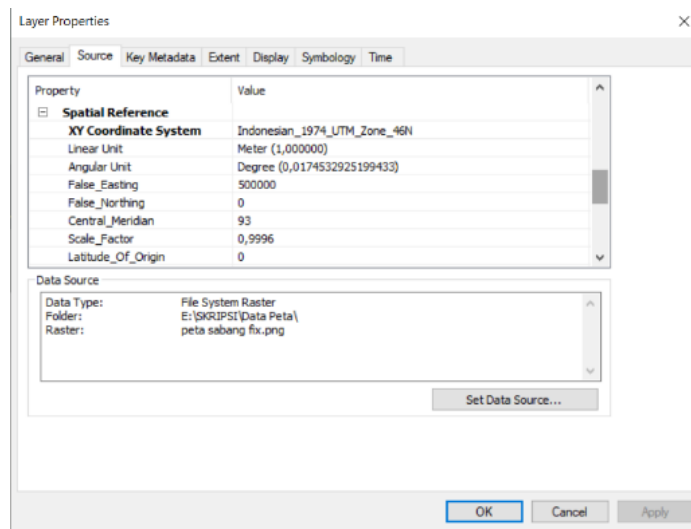 Layer Properties
General Source Key Metadata Extent Display Symbology Time
Property Value
Spatial Reference
XY Coordinate System Indonesian_1974_UTM_Zone_46N
Linear Unit Meter (1,000000)
Angular Unit Degree (0,0174532925199433)
False_Easting 500000
False_Northing 0
Central_Meridian 93
Scale_Factor 0,9996
Latitude_Of_Origin 0
Data Source
Data Type: File System Raster
Folder: E:\SKRIPSI\Data Peta\
Raster: peta sabang fix.png
Set Data Source...
OK Cancel Apply